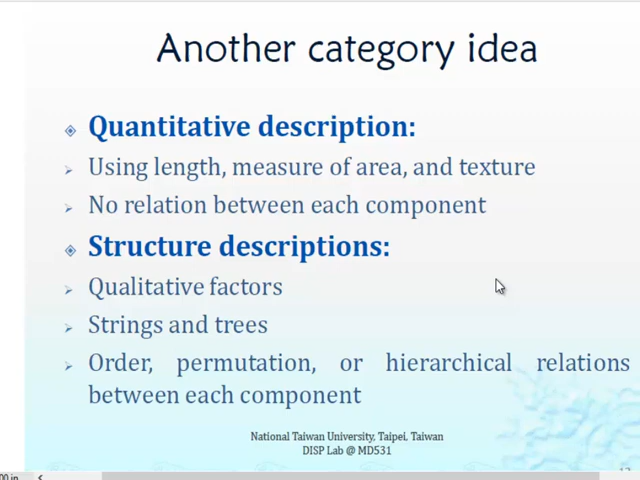 Another category idea
Quantitative description:
Using length, measure of area, and texture
No relation between each component
Structure descriptions:
Qualitative factors
Strings and trees
Order, permutation, or hierarchical relations
between each component
National Taiwan University, Taipei, Taiwan
DISP Lab @ MD531